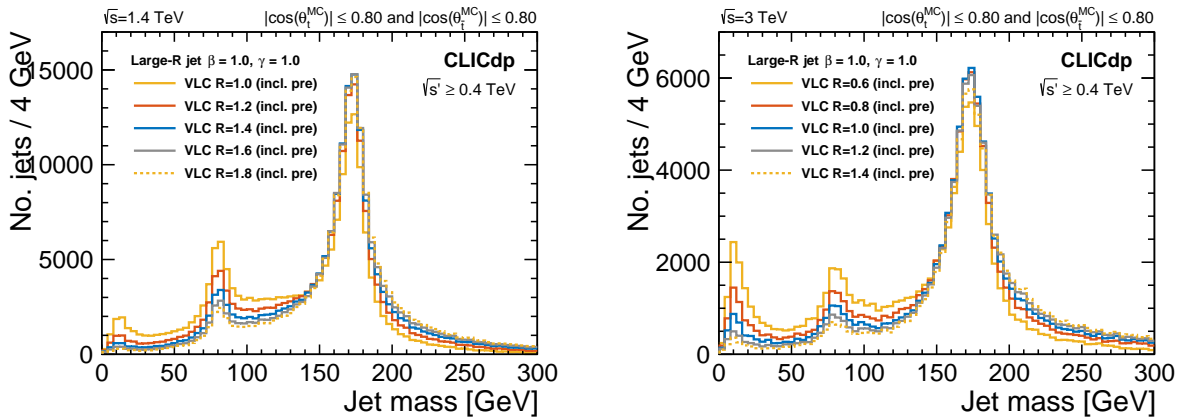 √s=1.4 TeV |cos(θ_t^MC)| ≤ 0.80 and |cos(θ_t̄^MC)| ≤ 0.80
No. jets / 4 GeV
15000
10000
5000
0
Large-R jet β = 1.0, γ = 1.0
VLC R=1.0 (incl. pre)
VLC R=1.2 (incl. pre)
VLC R=1.4 (incl. pre)
VLC R=1.6 (incl. pre)
VLC R=1.8 (incl. pre)
CLICdp
√s' ≥ 0.4 TeV
0 50 100 150 200 250 300
Jet mass [GeV]
√s=3 TeV |cos(θ_t^MC)| ≤ 0.80 and |cos(θ_t̄^MC)| ≤ 0.80
No. jets / 4 GeV
6000
4000
2000
0
Large-R jet β = 1.0, γ = 1.0
VLC R=0.6 (incl. pre)
VLC R=0.8 (incl. pre)
VLC R=1.0 (incl. pre)
VLC R=1.2 (incl. pre)
VLC R=1.4 (incl. pre)
CLICdp
√s' ≥ 0.4 TeV
0 50 100 150 200 250 300
Jet mass [GeV]